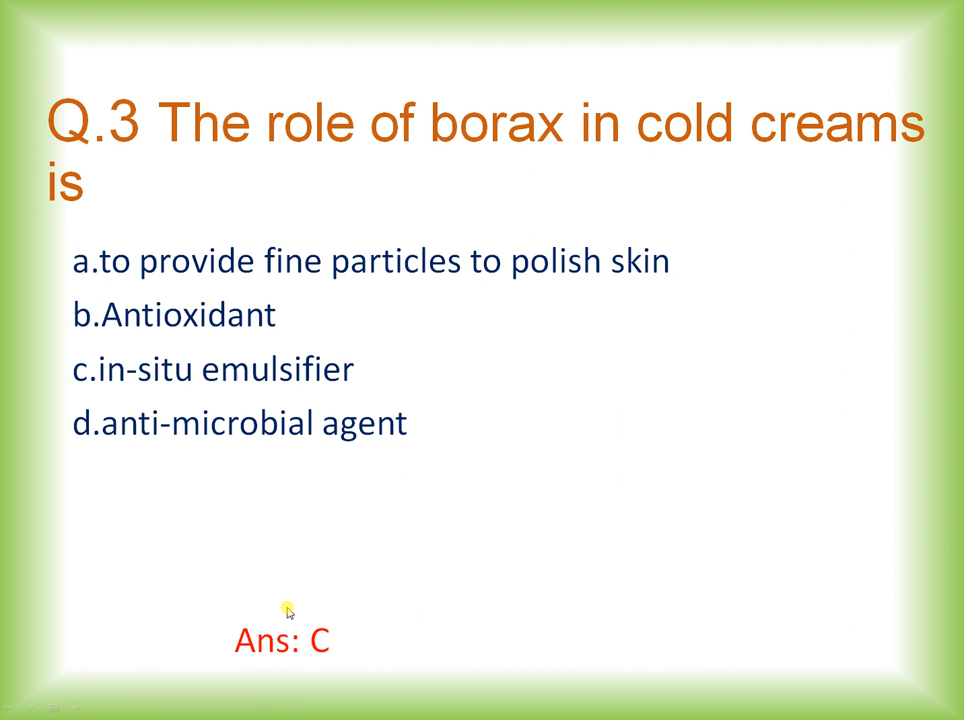 Q.3 The role of borax in cold creams
is
a.to provide fine particles to polish skin
b.Antioxidant
c.in-situ emulsifier
d.anti-microbial agent
Ans: C